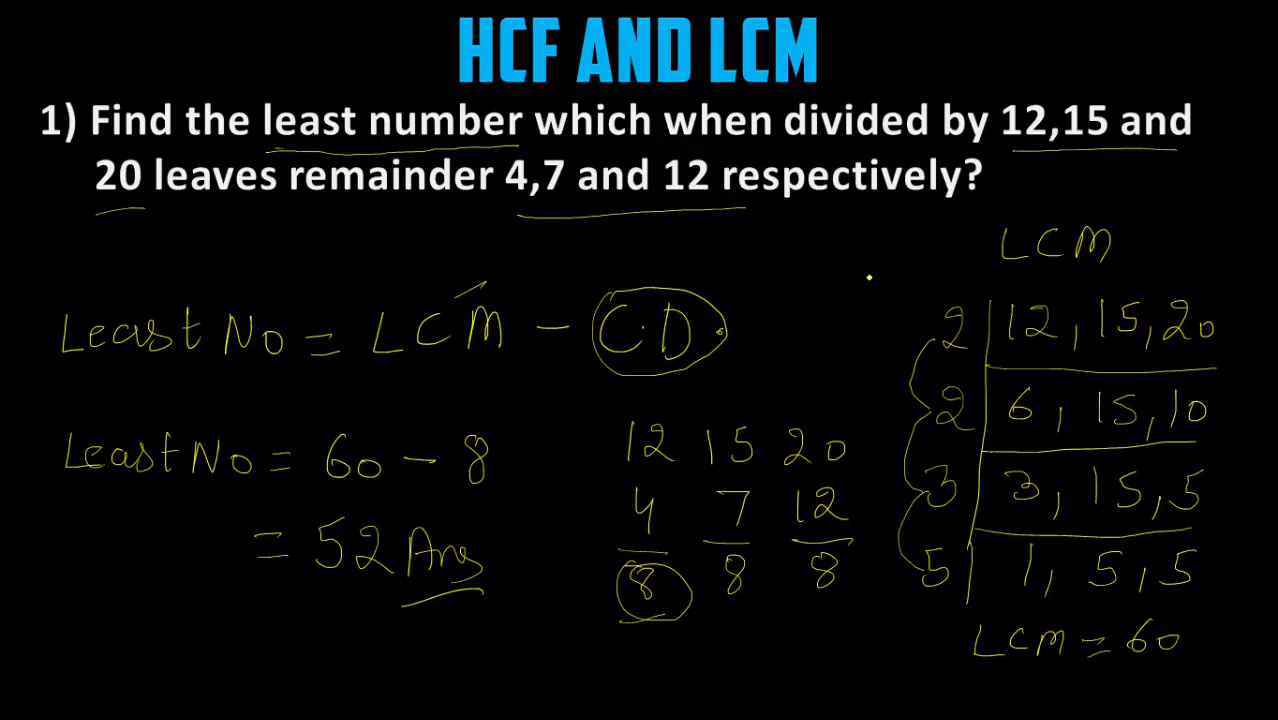 HCF AND LCM
1) Find the least number which when divided by 12,15 and
20 leaves remainder 4,7 and 12 respectively?
LCM
Least No = LCM - C.D.
2 | 12, 15, 20
2 | 6, 15, 10
3 | 3, 15, 5
5 | 1, 5, 5
LCM = 60
Least No = 60 - 8
= 52 Ans
12 15 20
4 7 12
8 8 8